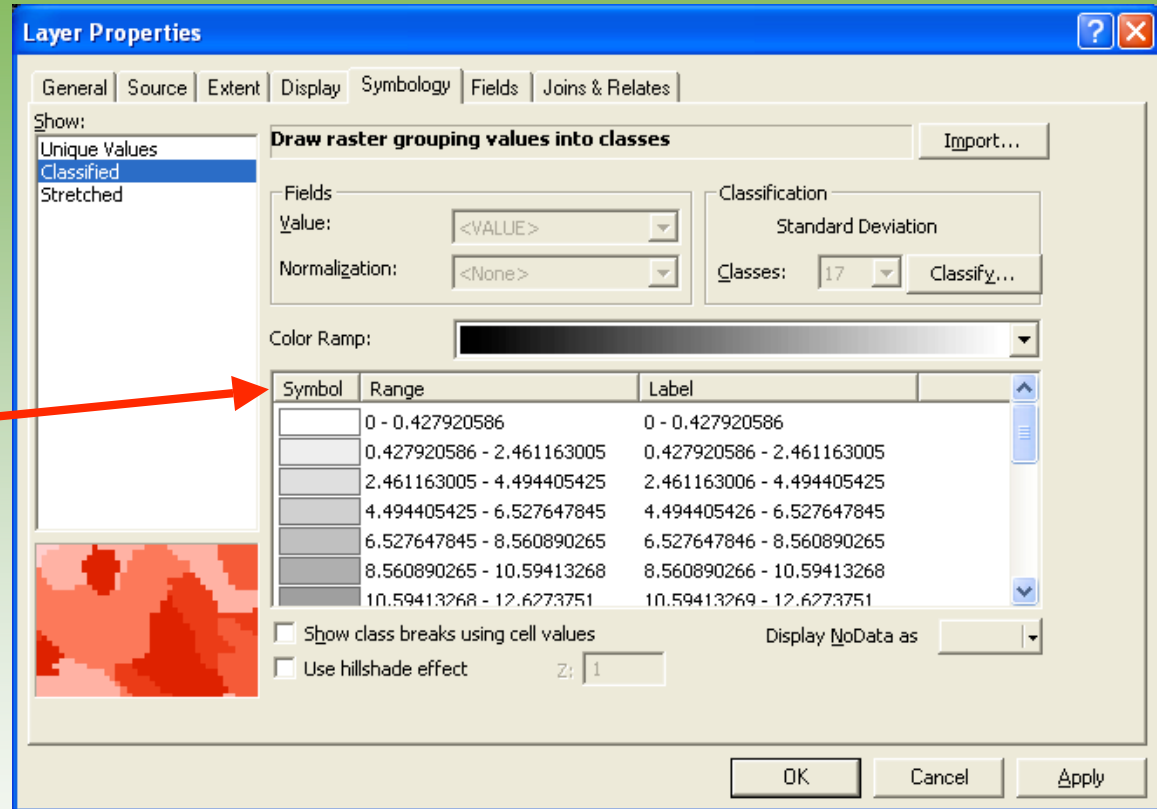 Layer Properties
General Source Extent Display Symbology Fields Joins & Relates
Show:
Unique Values
Classified
Stretched
Draw raster grouping values into classes
Import...
Fields
Value: <VALUE>
Normalization: <None>
Classification
Standard Deviation
Classes: 17 Classify...
Color Ramp:
Symbol Range Label
0 - 0.427920586 0 - 0.427920586
0.427920586 - 2.461163005 0.427920586 - 2.461163005
2.461163005 - 4.494405425 2.461163006 - 4.494405425
4.494405425 - 6.527647845 4.494405426 - 6.527647845
6.527647845 - 8.560890265 6.527647846 - 8.560890265
8.560890265 - 10.59413268 8.560890266 - 10.59413268
10.59413268 - 12.6273751 10.59413269 - 12.6273751
Show class breaks using cell values
Display NoData as
Use hillshade effect Z: 1
OK Cancel Apply